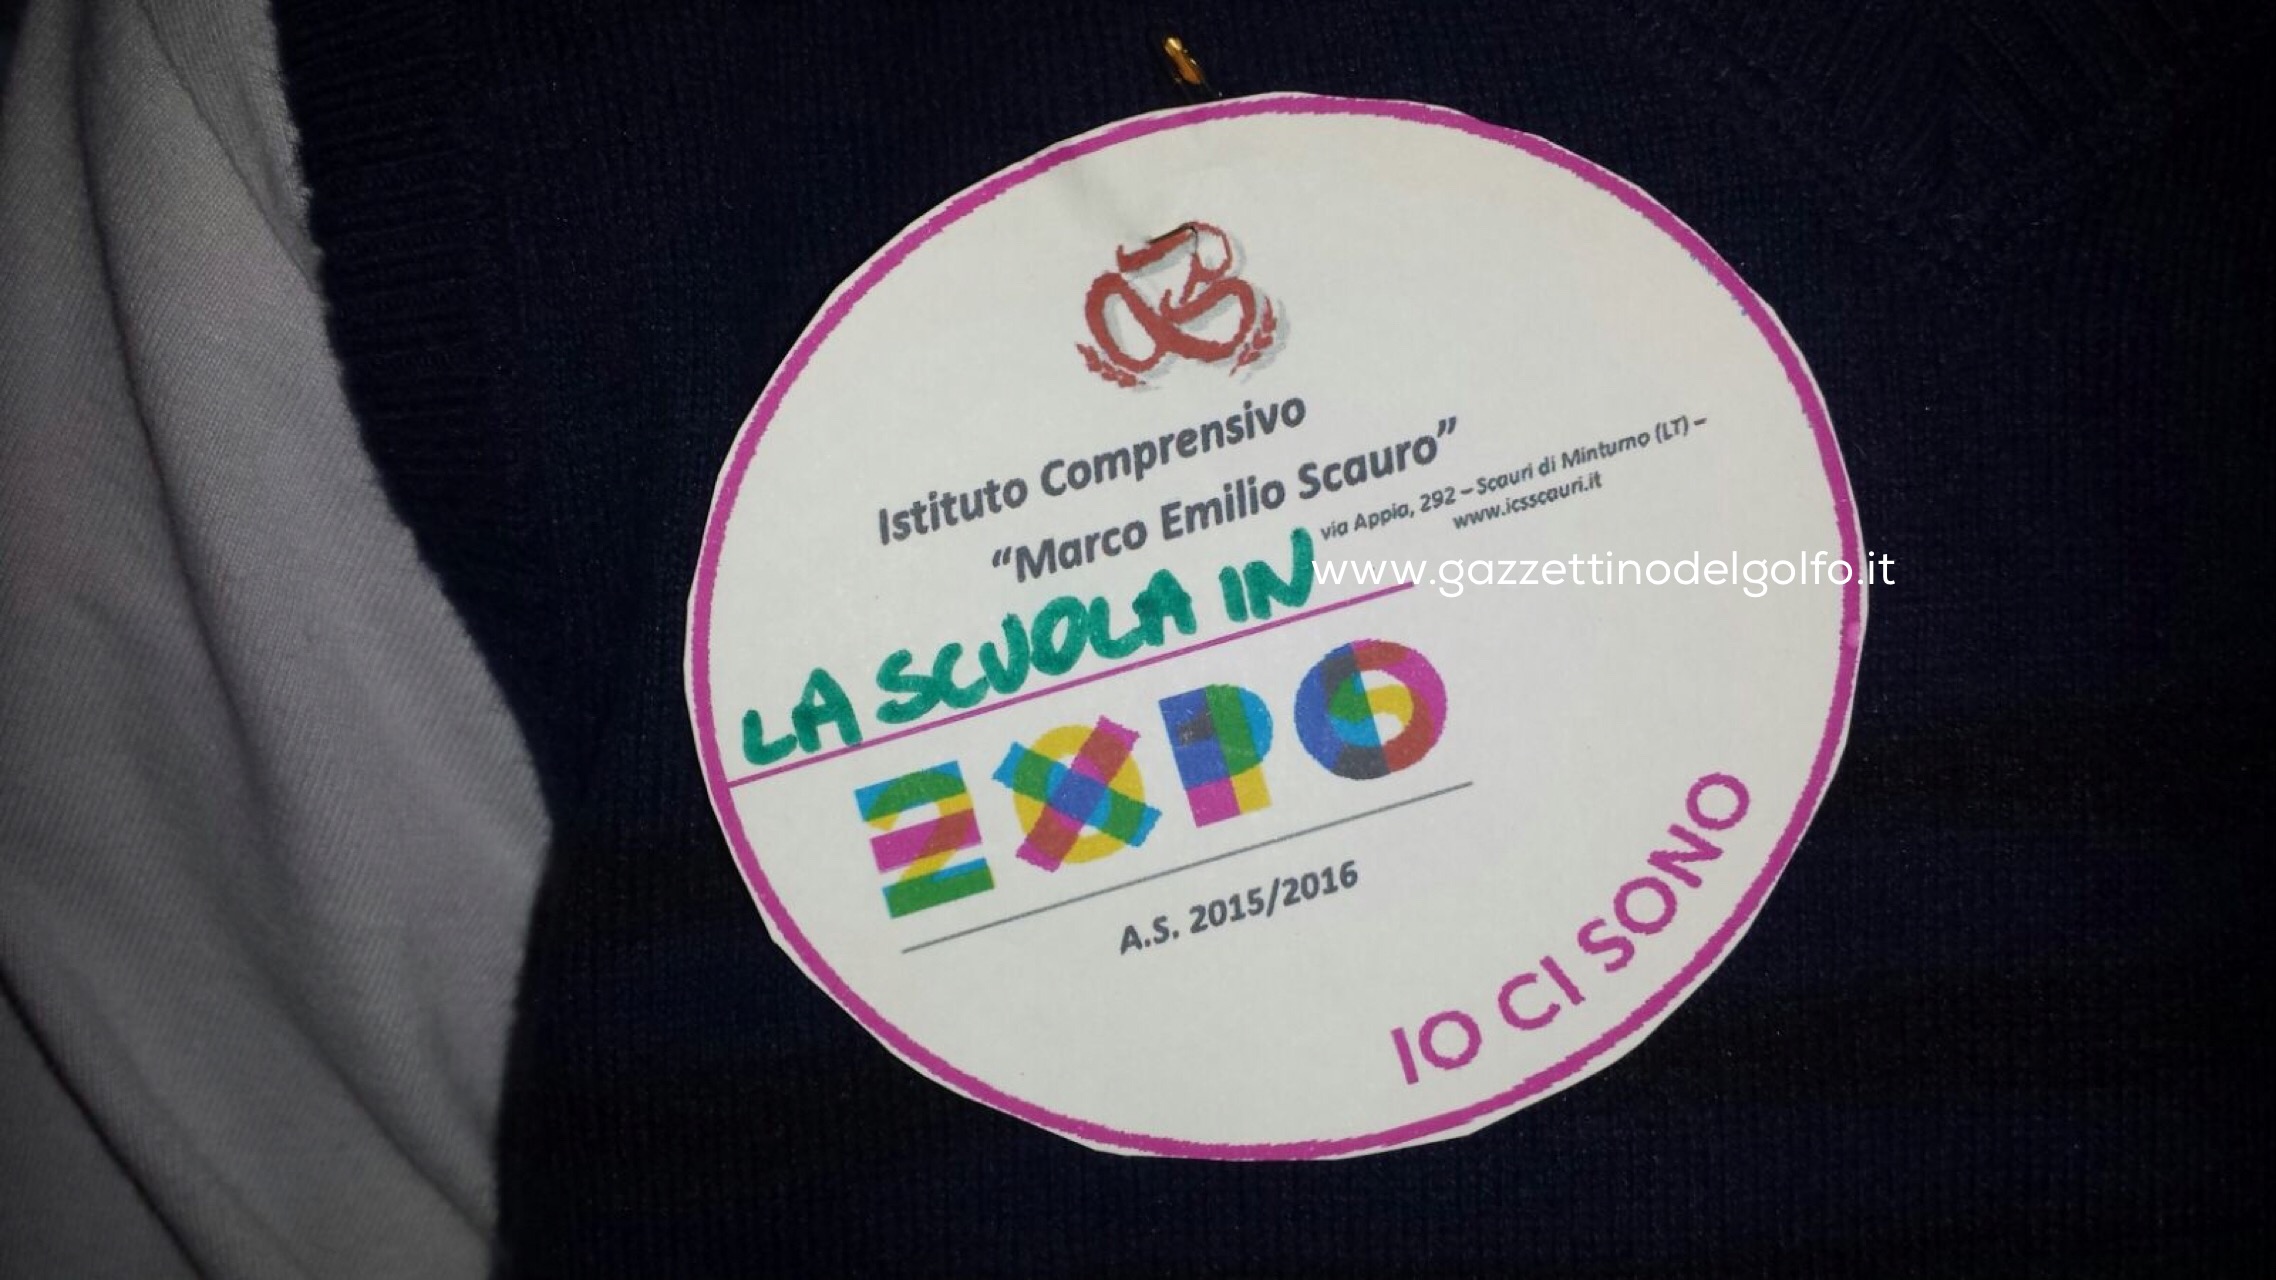 Istituto Comprensivo
“Marco Emilio Scauro”
via Appia, 292 – Scauri di Minturno (LT) –
www.icsscauri.it
www.gazzettinodelgolfo.it
LA SCUOLA IN
EXPO
A.S. 2015/2016
IO CI SONO